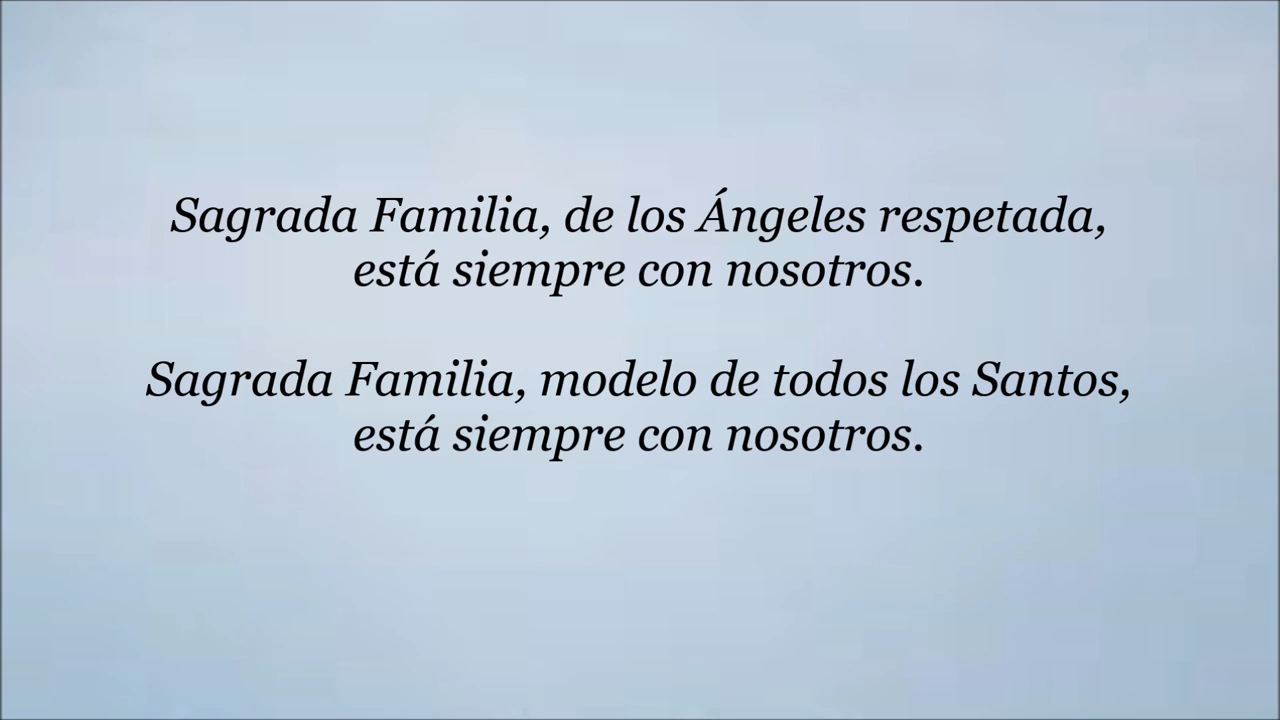 Sagrada Familia, de los Ángeles respetada,
está siempre con nosotros.
Sagrada Familia, modelo de todos los Santos,
está siempre con nosotros.